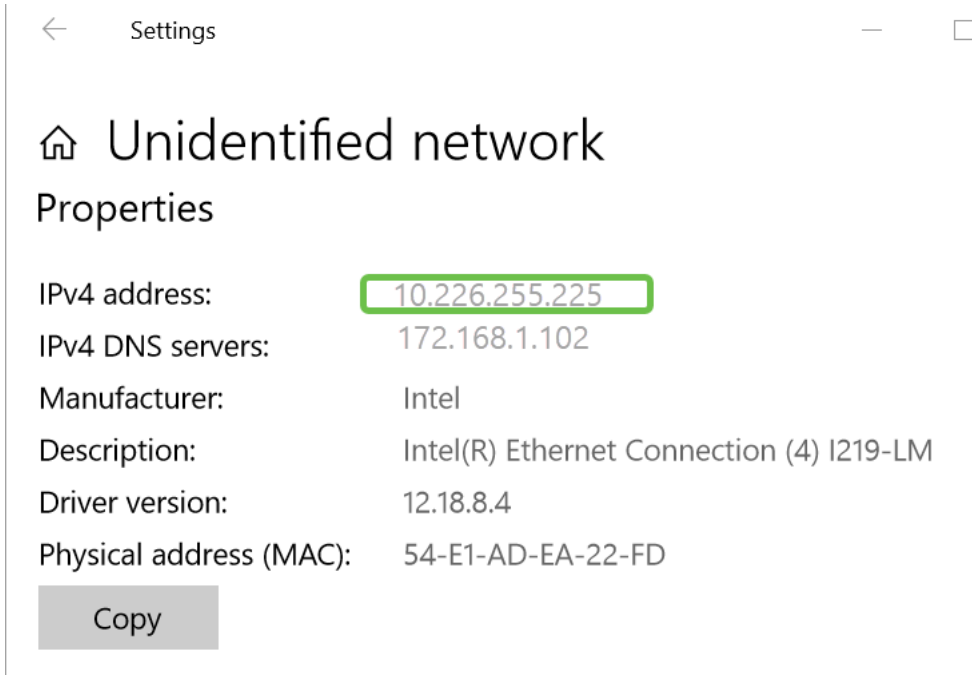 Settings
Unidentified network
Properties
IPv4 address: 10.226.255.225
IPv4 DNS servers: 172.168.1.102
Manufacturer: Intel
Description: Intel(R) Ethernet Connection (4) I219-LM
Driver version: 12.18.8.4
Physical address (MAC): 54-E1-AD-EA-22-FD
Copy